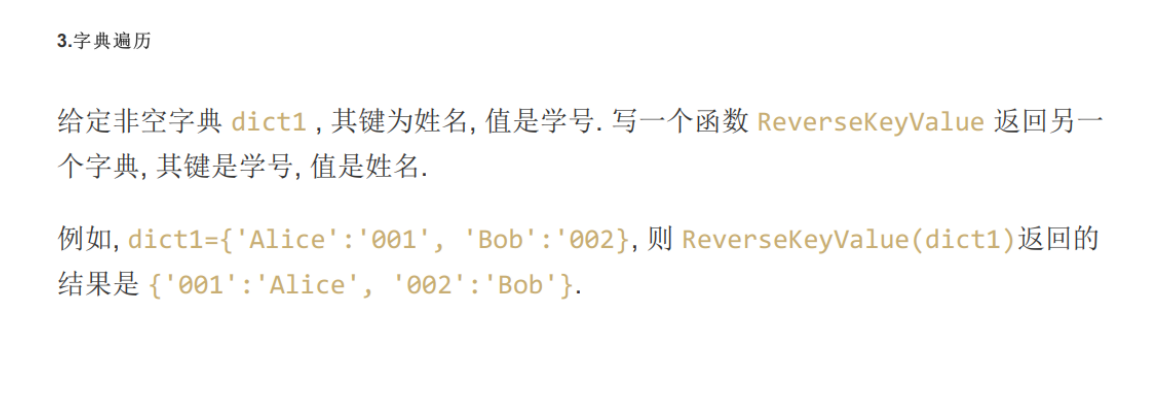 3.字典遍历
给定非空字典 dict1 , 其键为姓名, 值是学号. 写一个函数 ReverseKeyValue 返回另一
个字典, 其键是学号, 值是姓名.
例如, dict1={'Alice':'001', 'Bob':'002}, 则 ReverseKeyValue(dict1)返回的
结果是 {'001':'Alice', '002':'Bob'}.